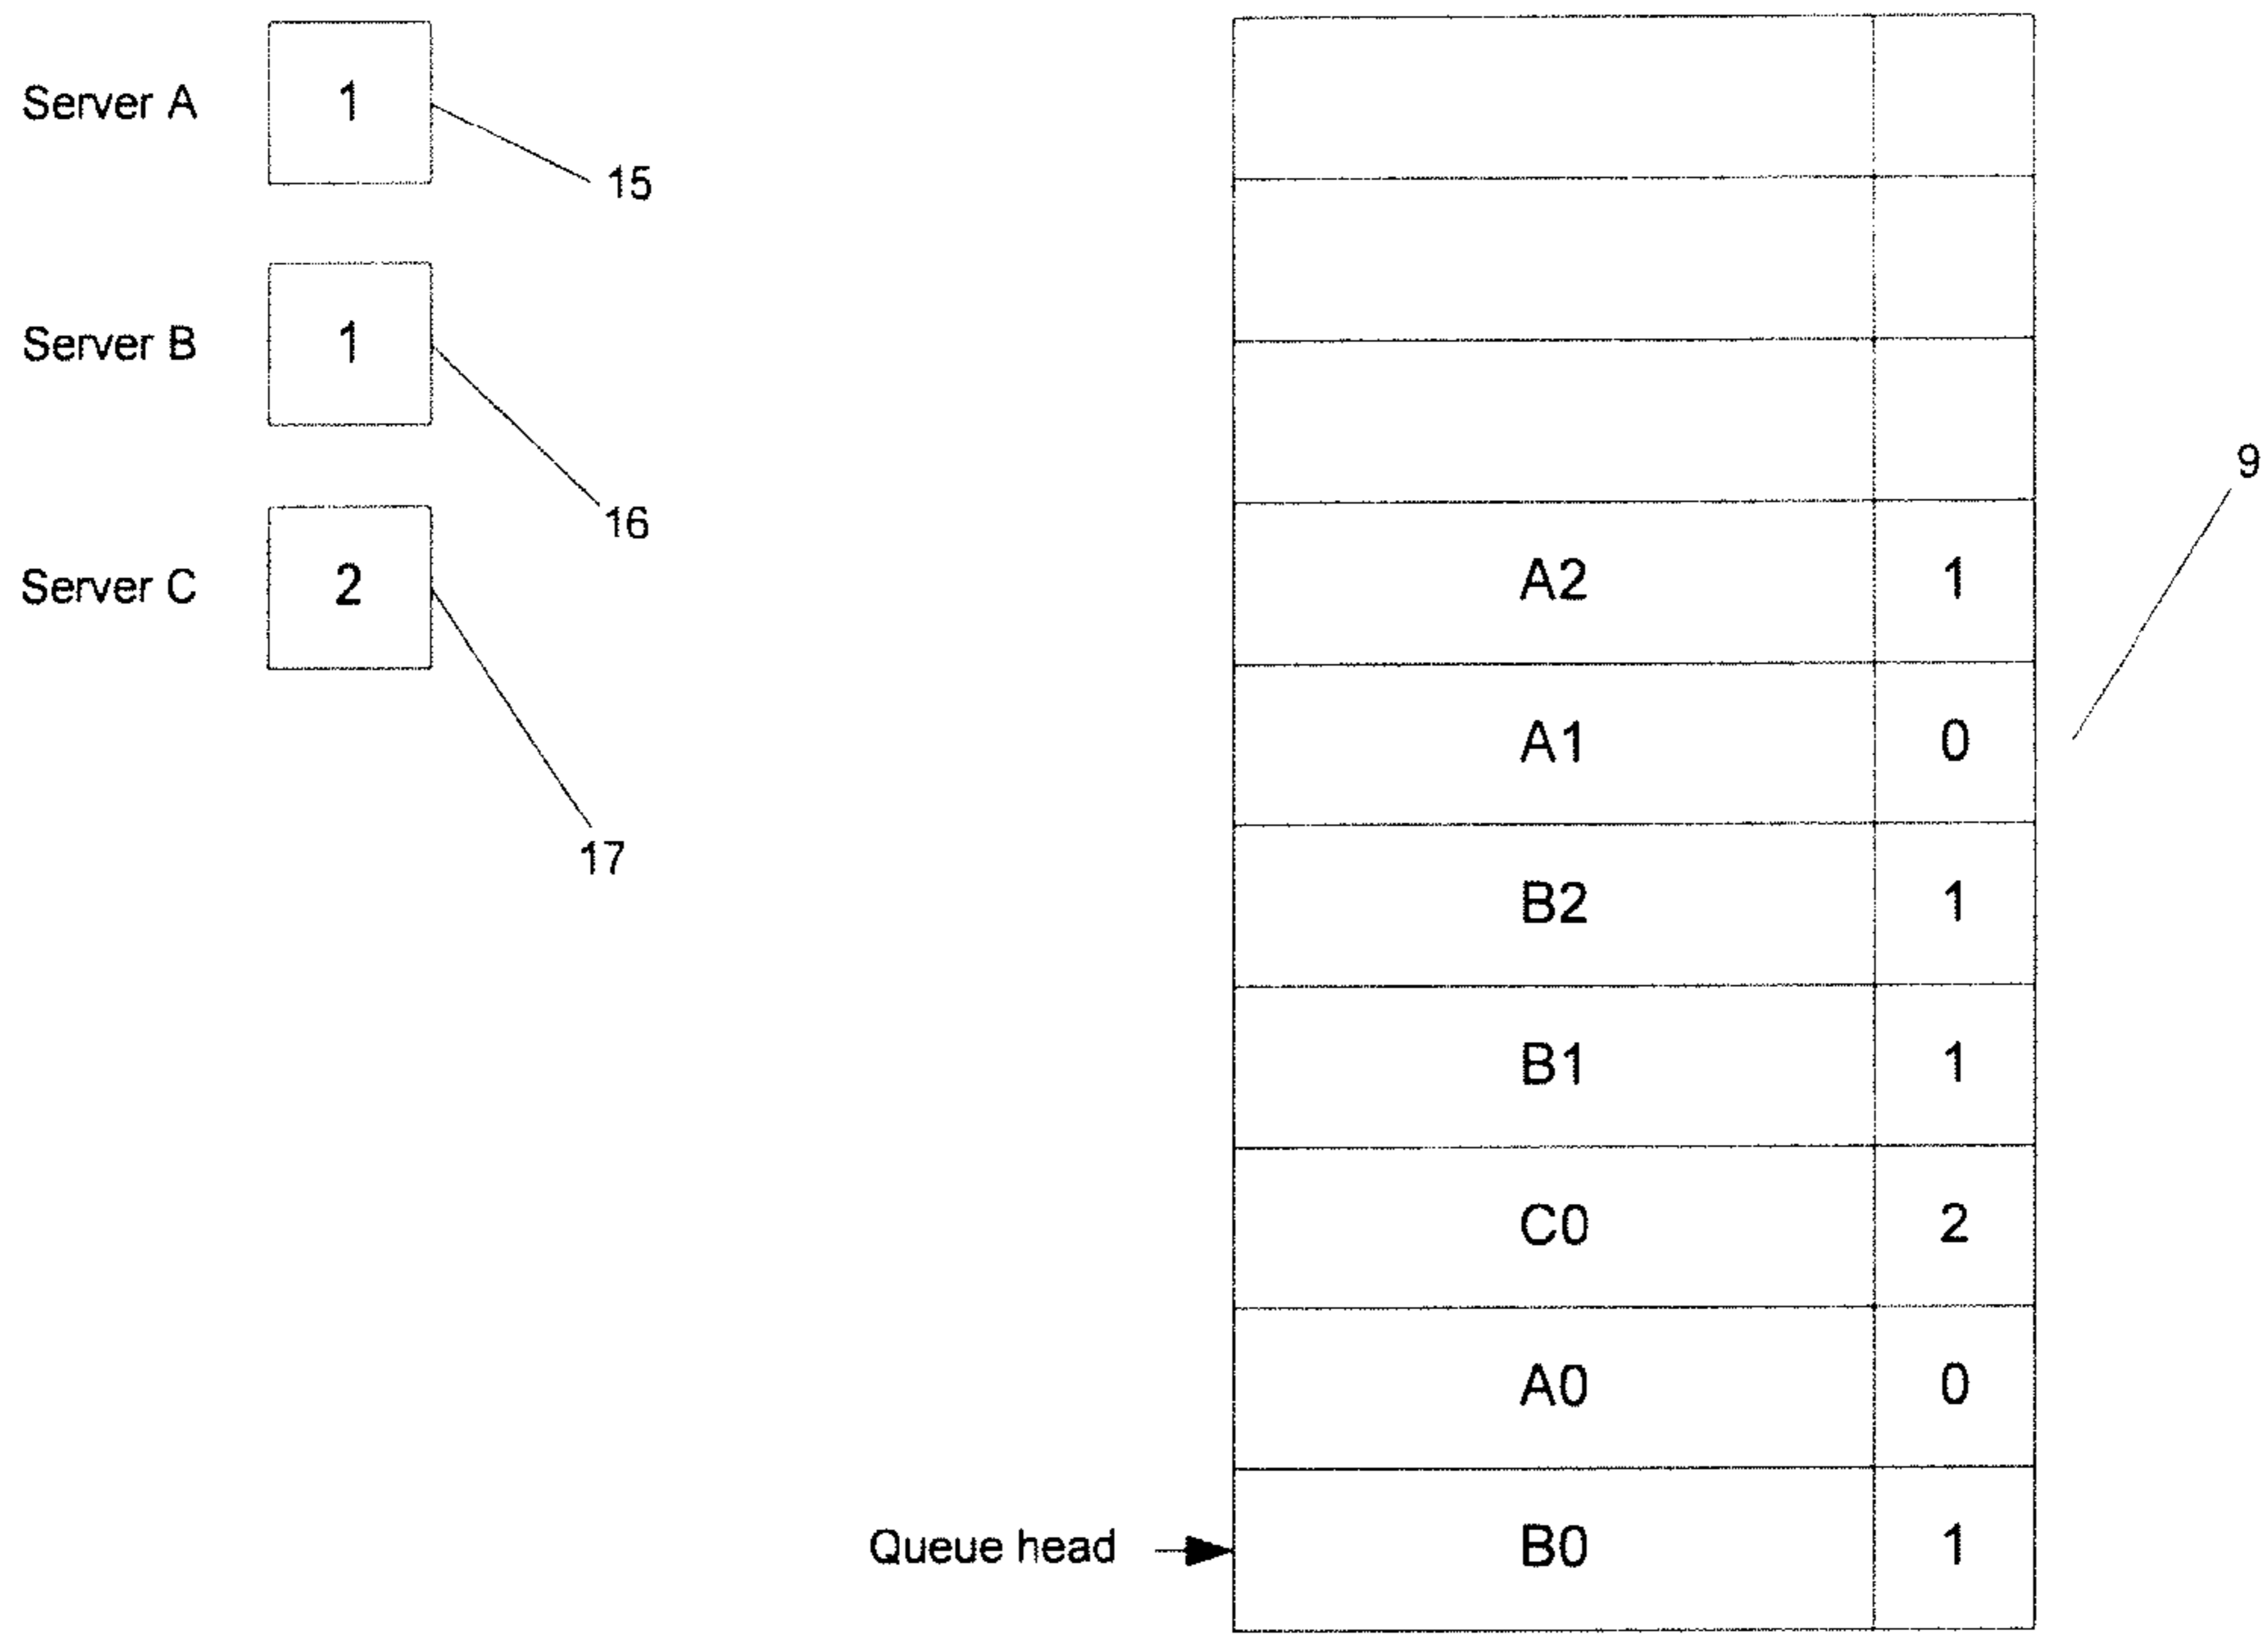 Server A 1
15
Server B 1
16
Server C 2
17
9
A2 1
A1 0
B2 1
B1 1
C0 2
A0 0
Queue head B0 1